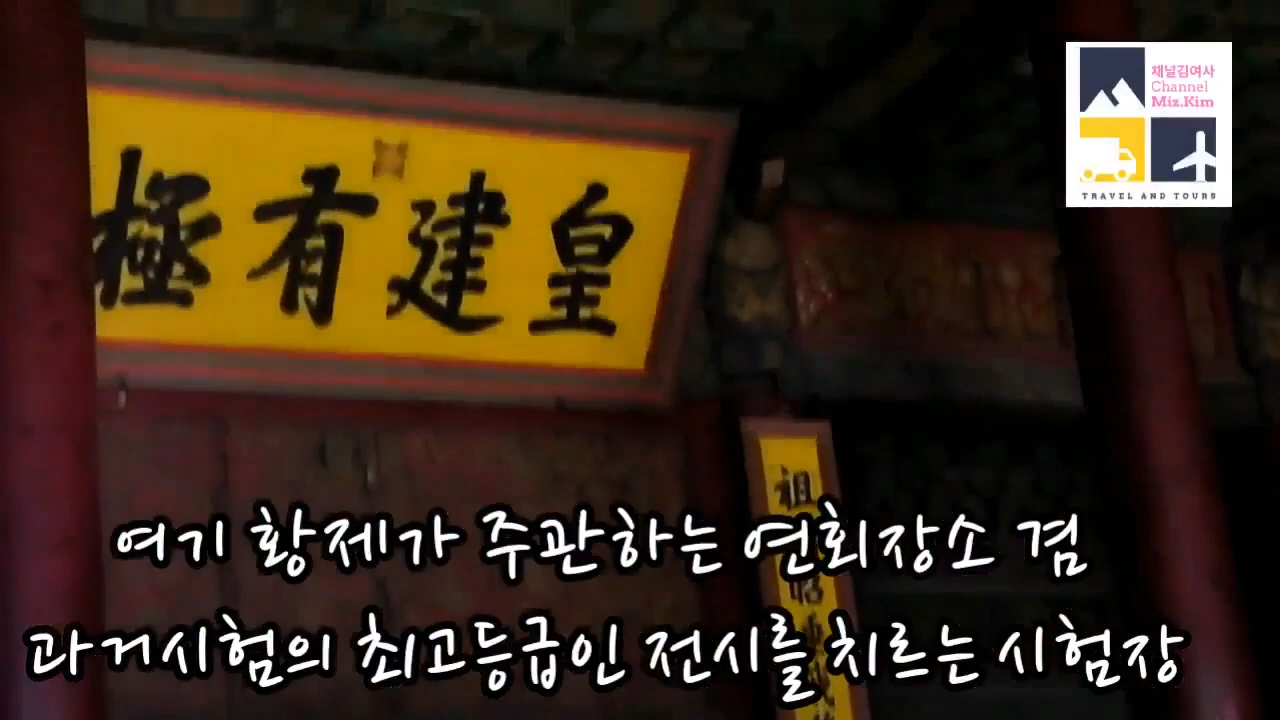 極有建皇
채널김여사
Channel
Miz.Kim
TRAVEL AND TOURS
祖
여기 황제가 주관하는 연회장소 겸
과거시험의 최고등급인 전시를 치르는 시험장